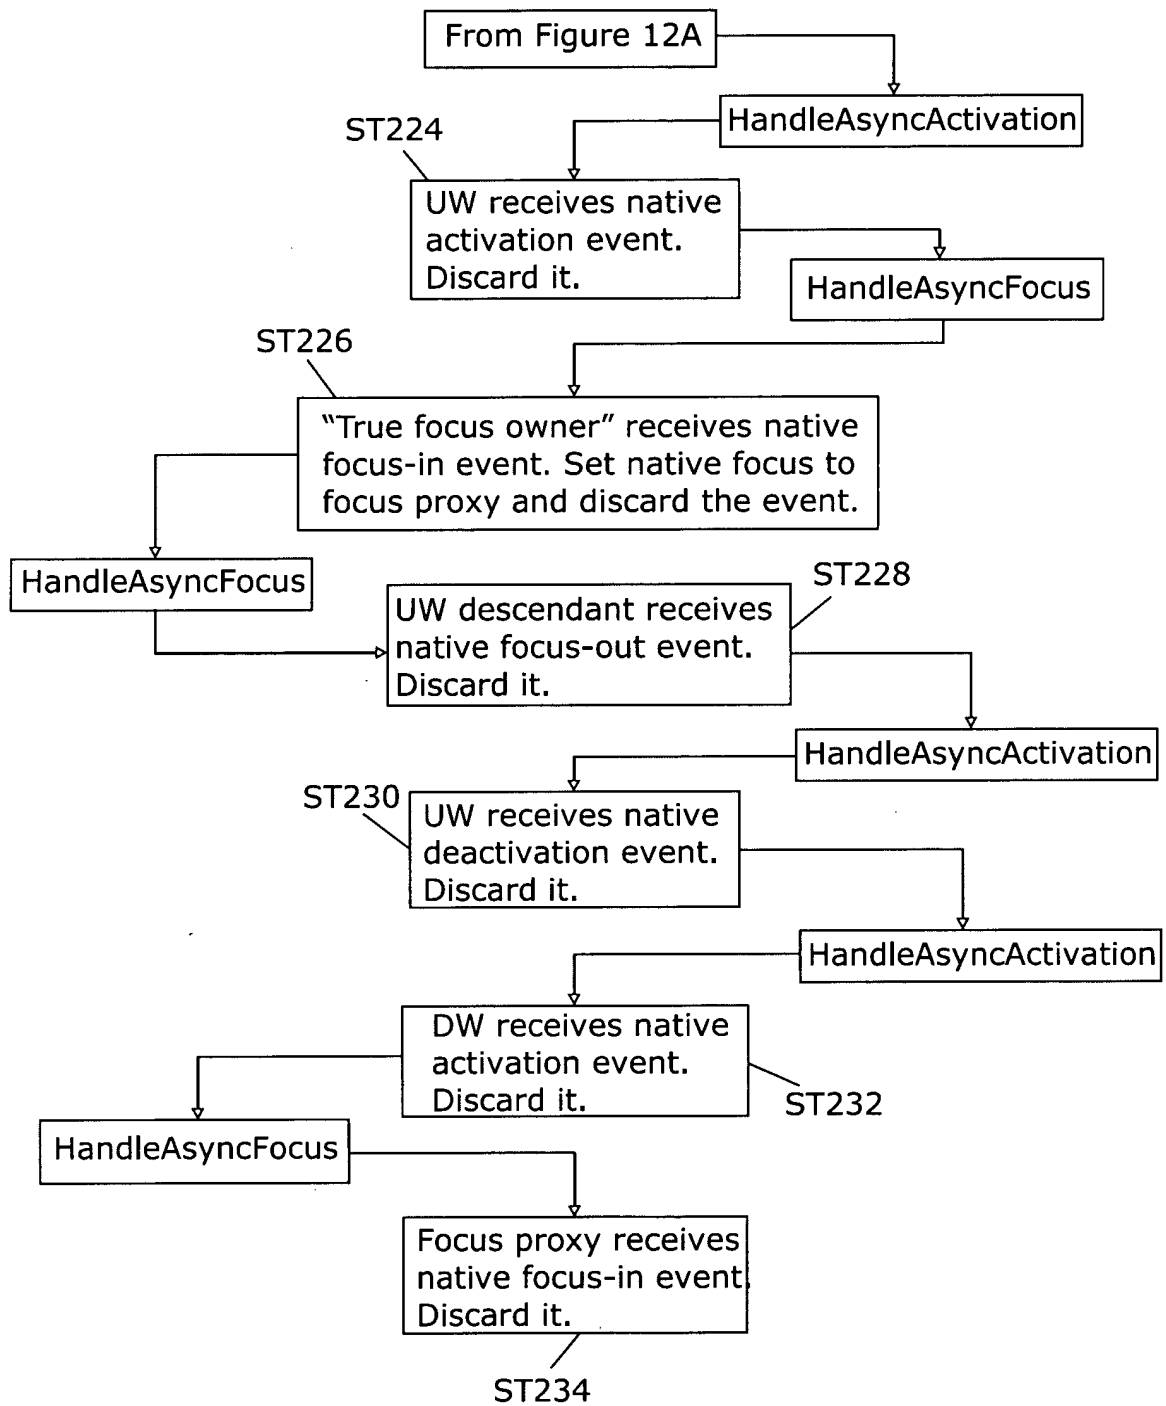 From Figure 12A
HandleAsyncActivation
ST224
UW receives native
activation event.
Discard it.
HandleAsyncFocus
ST226
“True focus owner” receives native
focus-in event. Set native focus to
focus proxy and discard the event.
HandleAsyncFocus
ST228
UW descendant receives
native focus-out event.
Discard it.
HandleAsyncActivation
ST230
UW receives native
deactivation event.
Discard it.
HandleAsyncActivation
DW receives native
activation event.
Discard it.
ST232
HandleAsyncFocus
Focus proxy receives
native focus-in event.
Discard it.
ST234